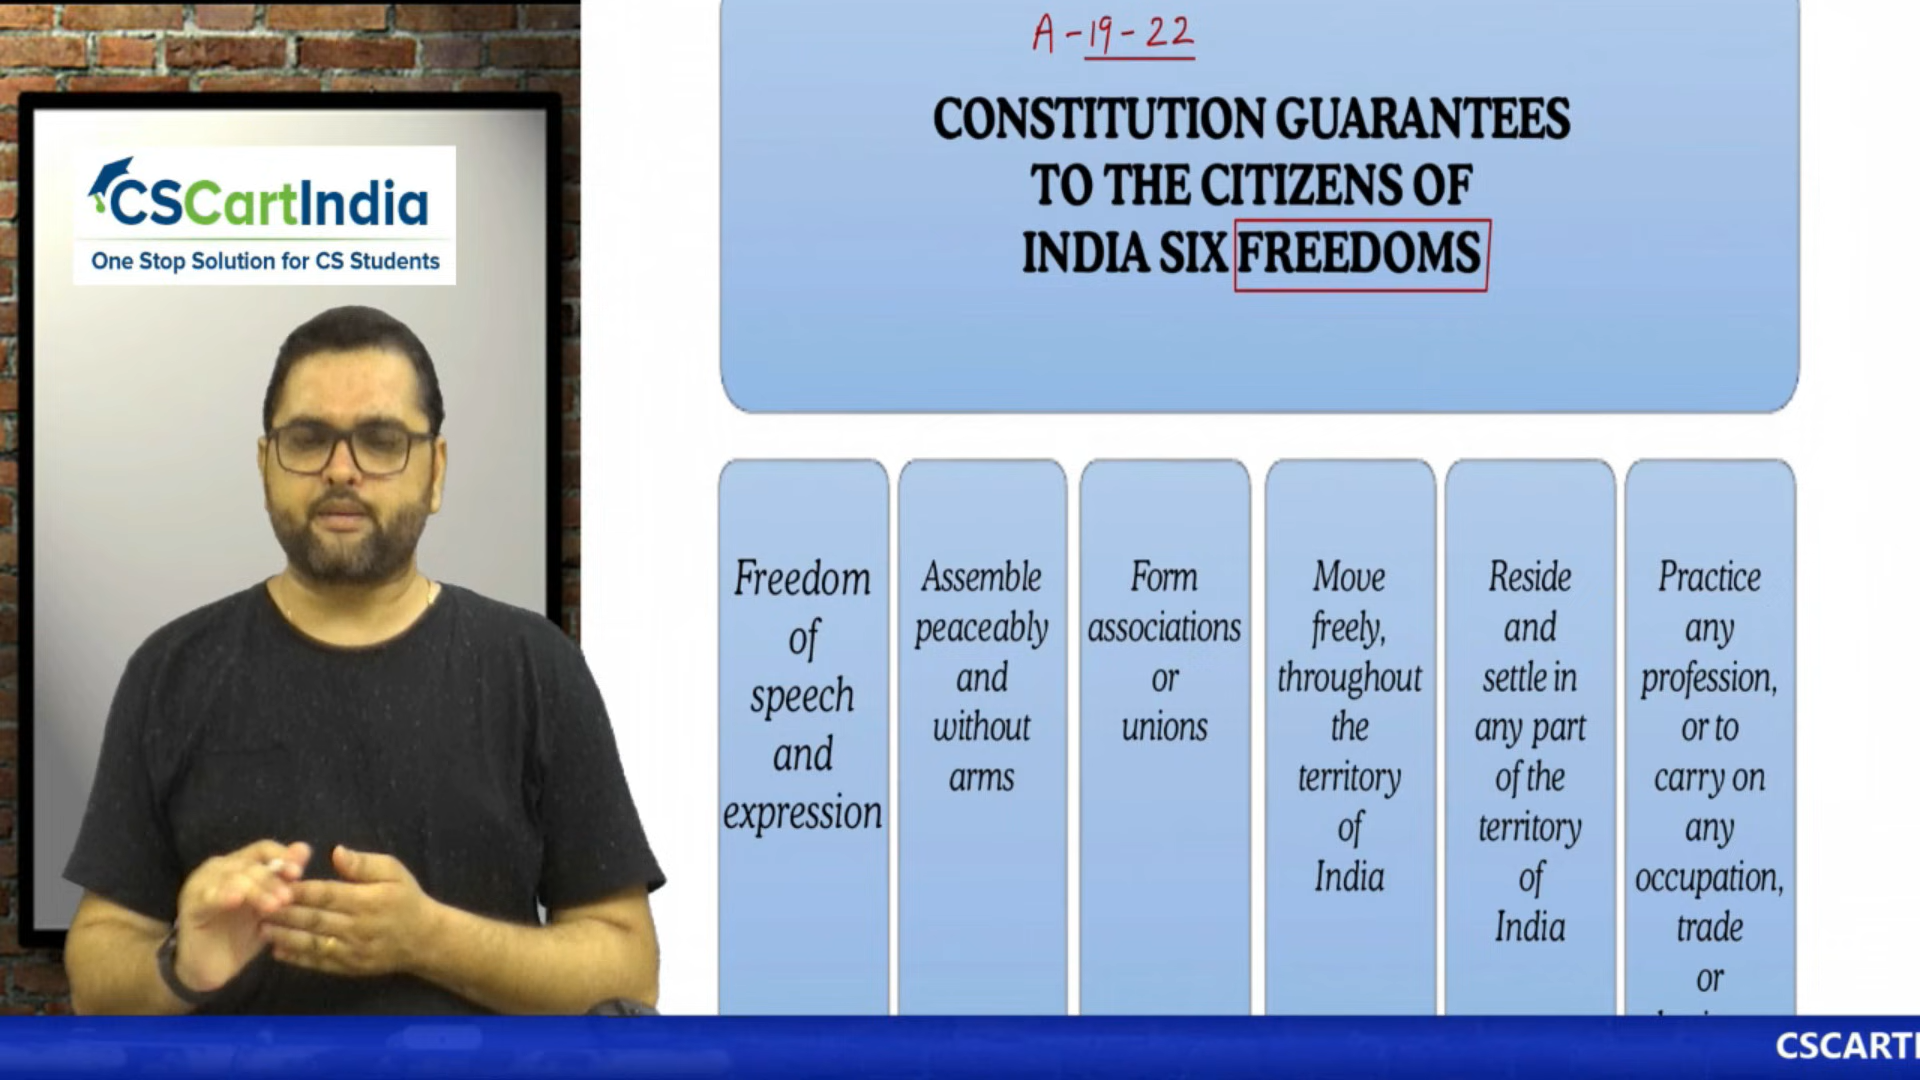 CSCartIndia
One Stop Solution for CS Students
A-19-22
CONSTITUTION GUARANTEES
TO THE CITIZENS OF
INDIA SIX FREEDOMS
Freedom
of
speech
and
expression
Assemble
peaceably
and
without
arms
Form
associations
or
unions
Move
freely,
throughout
the
territory
of
India
Reside
and
settle in
any part
of the
territory
of
India
Practice
any
profession,
or to
carry on
any
occupation,
trade
or